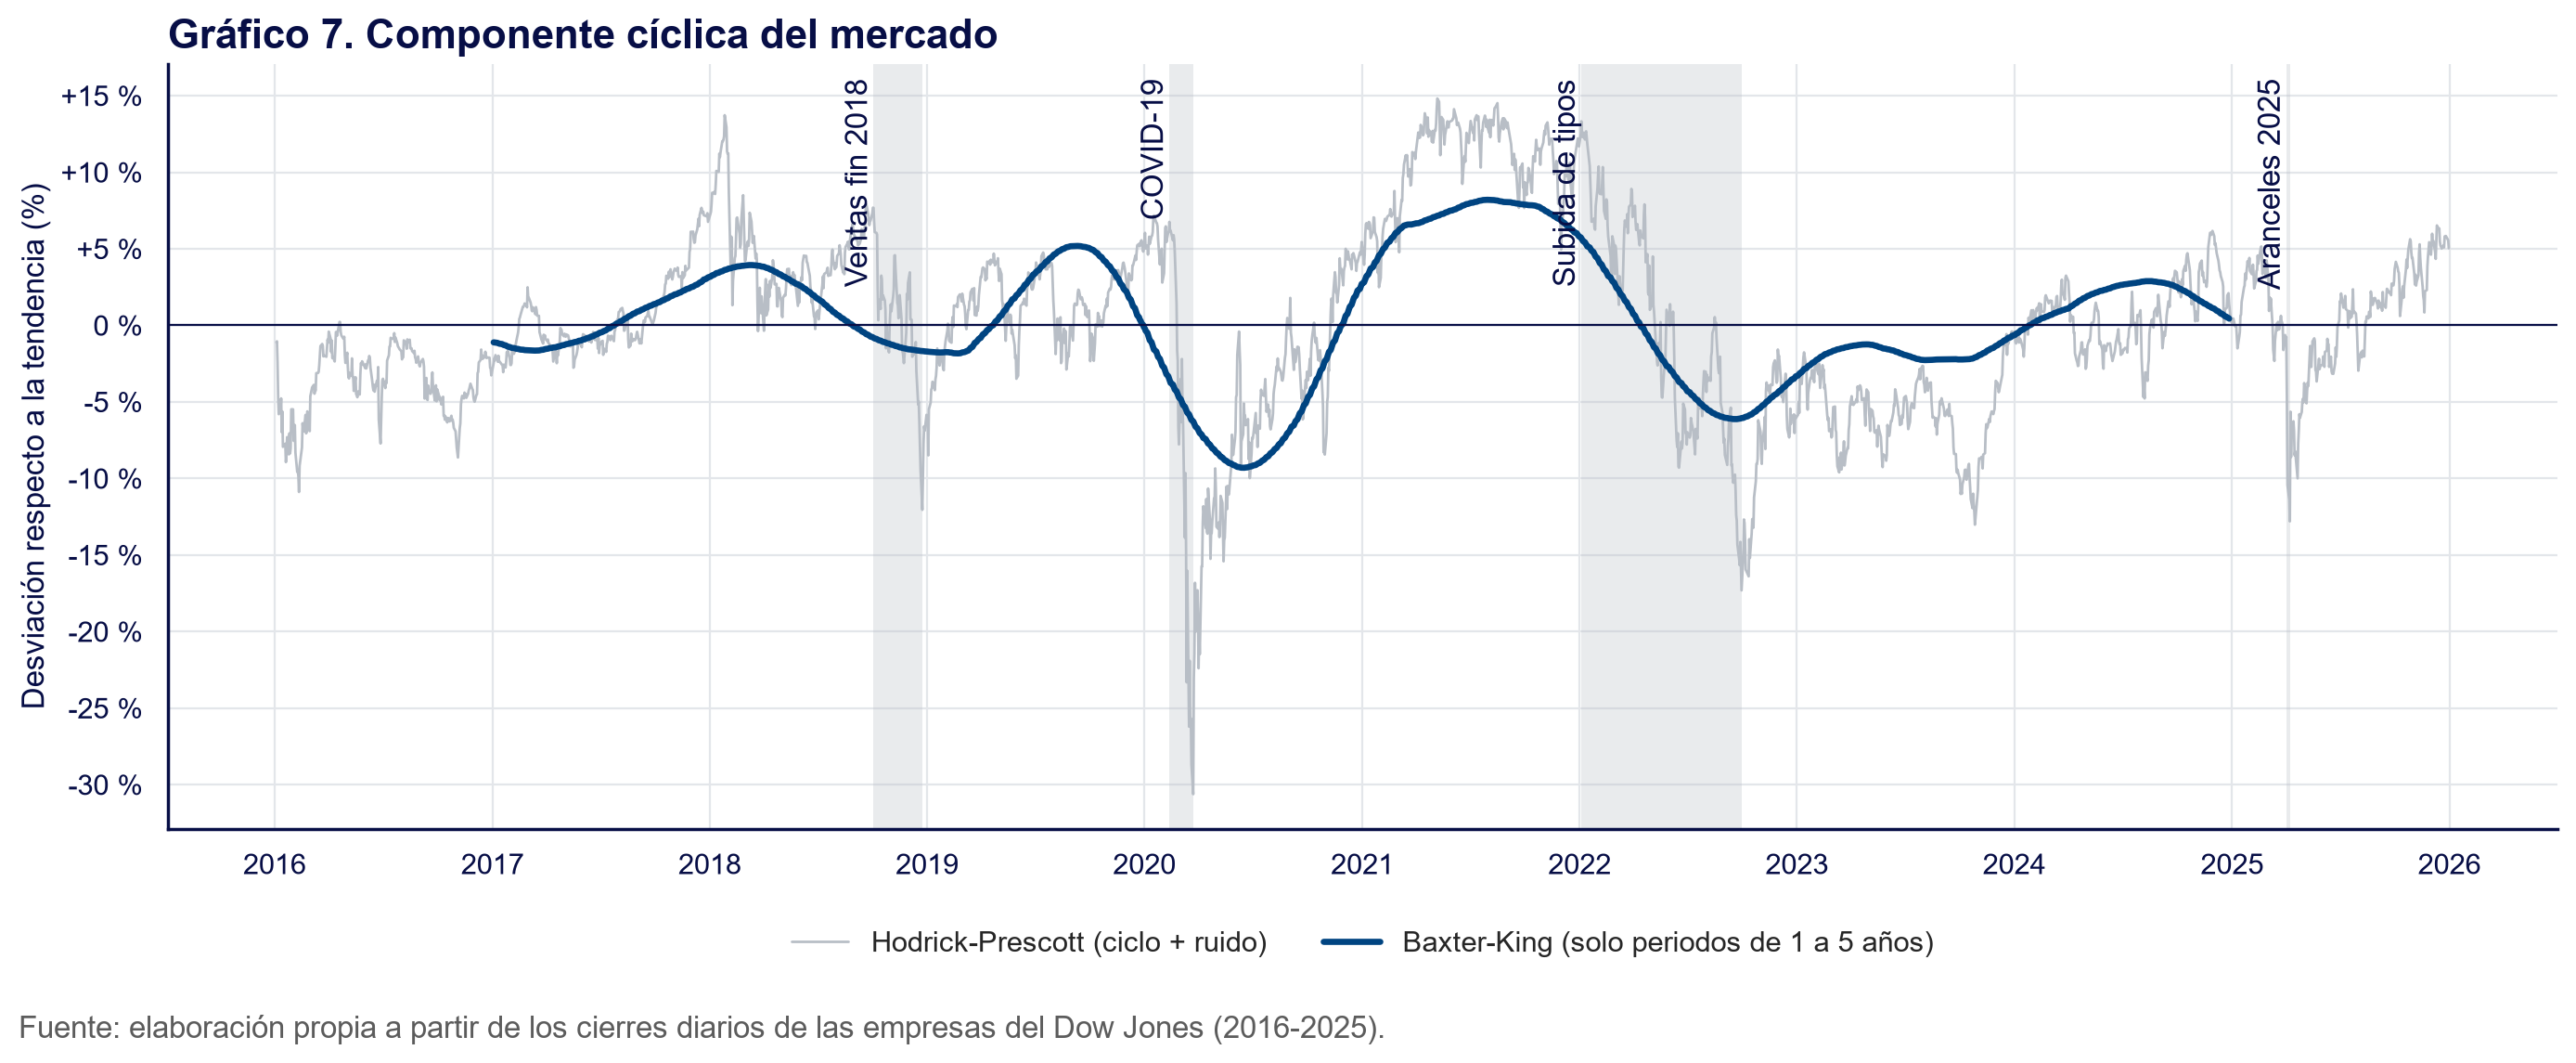 Gráfico 7. Componente cíclica del mercado
Desviación respecto a la tendencia (%)
+15 %
+10 %
+5 %
0 %
-5 %
-10 %
-15 %
-20 %
-25 %
-30 %
Ventas fin 2018
COVID-19
Subida de tipos
Aranceles 2025
2016 2017 2018 2019 2020 2021 2022 2023 2024 2025 2026
Hodrick-Prescott (ciclo + ruido) Baxter-King (solo periodos de 1 a 5 años)
Fuente: elaboración propia a partir de los cierres diarios de las empresas del Dow Jones (2016-2025).